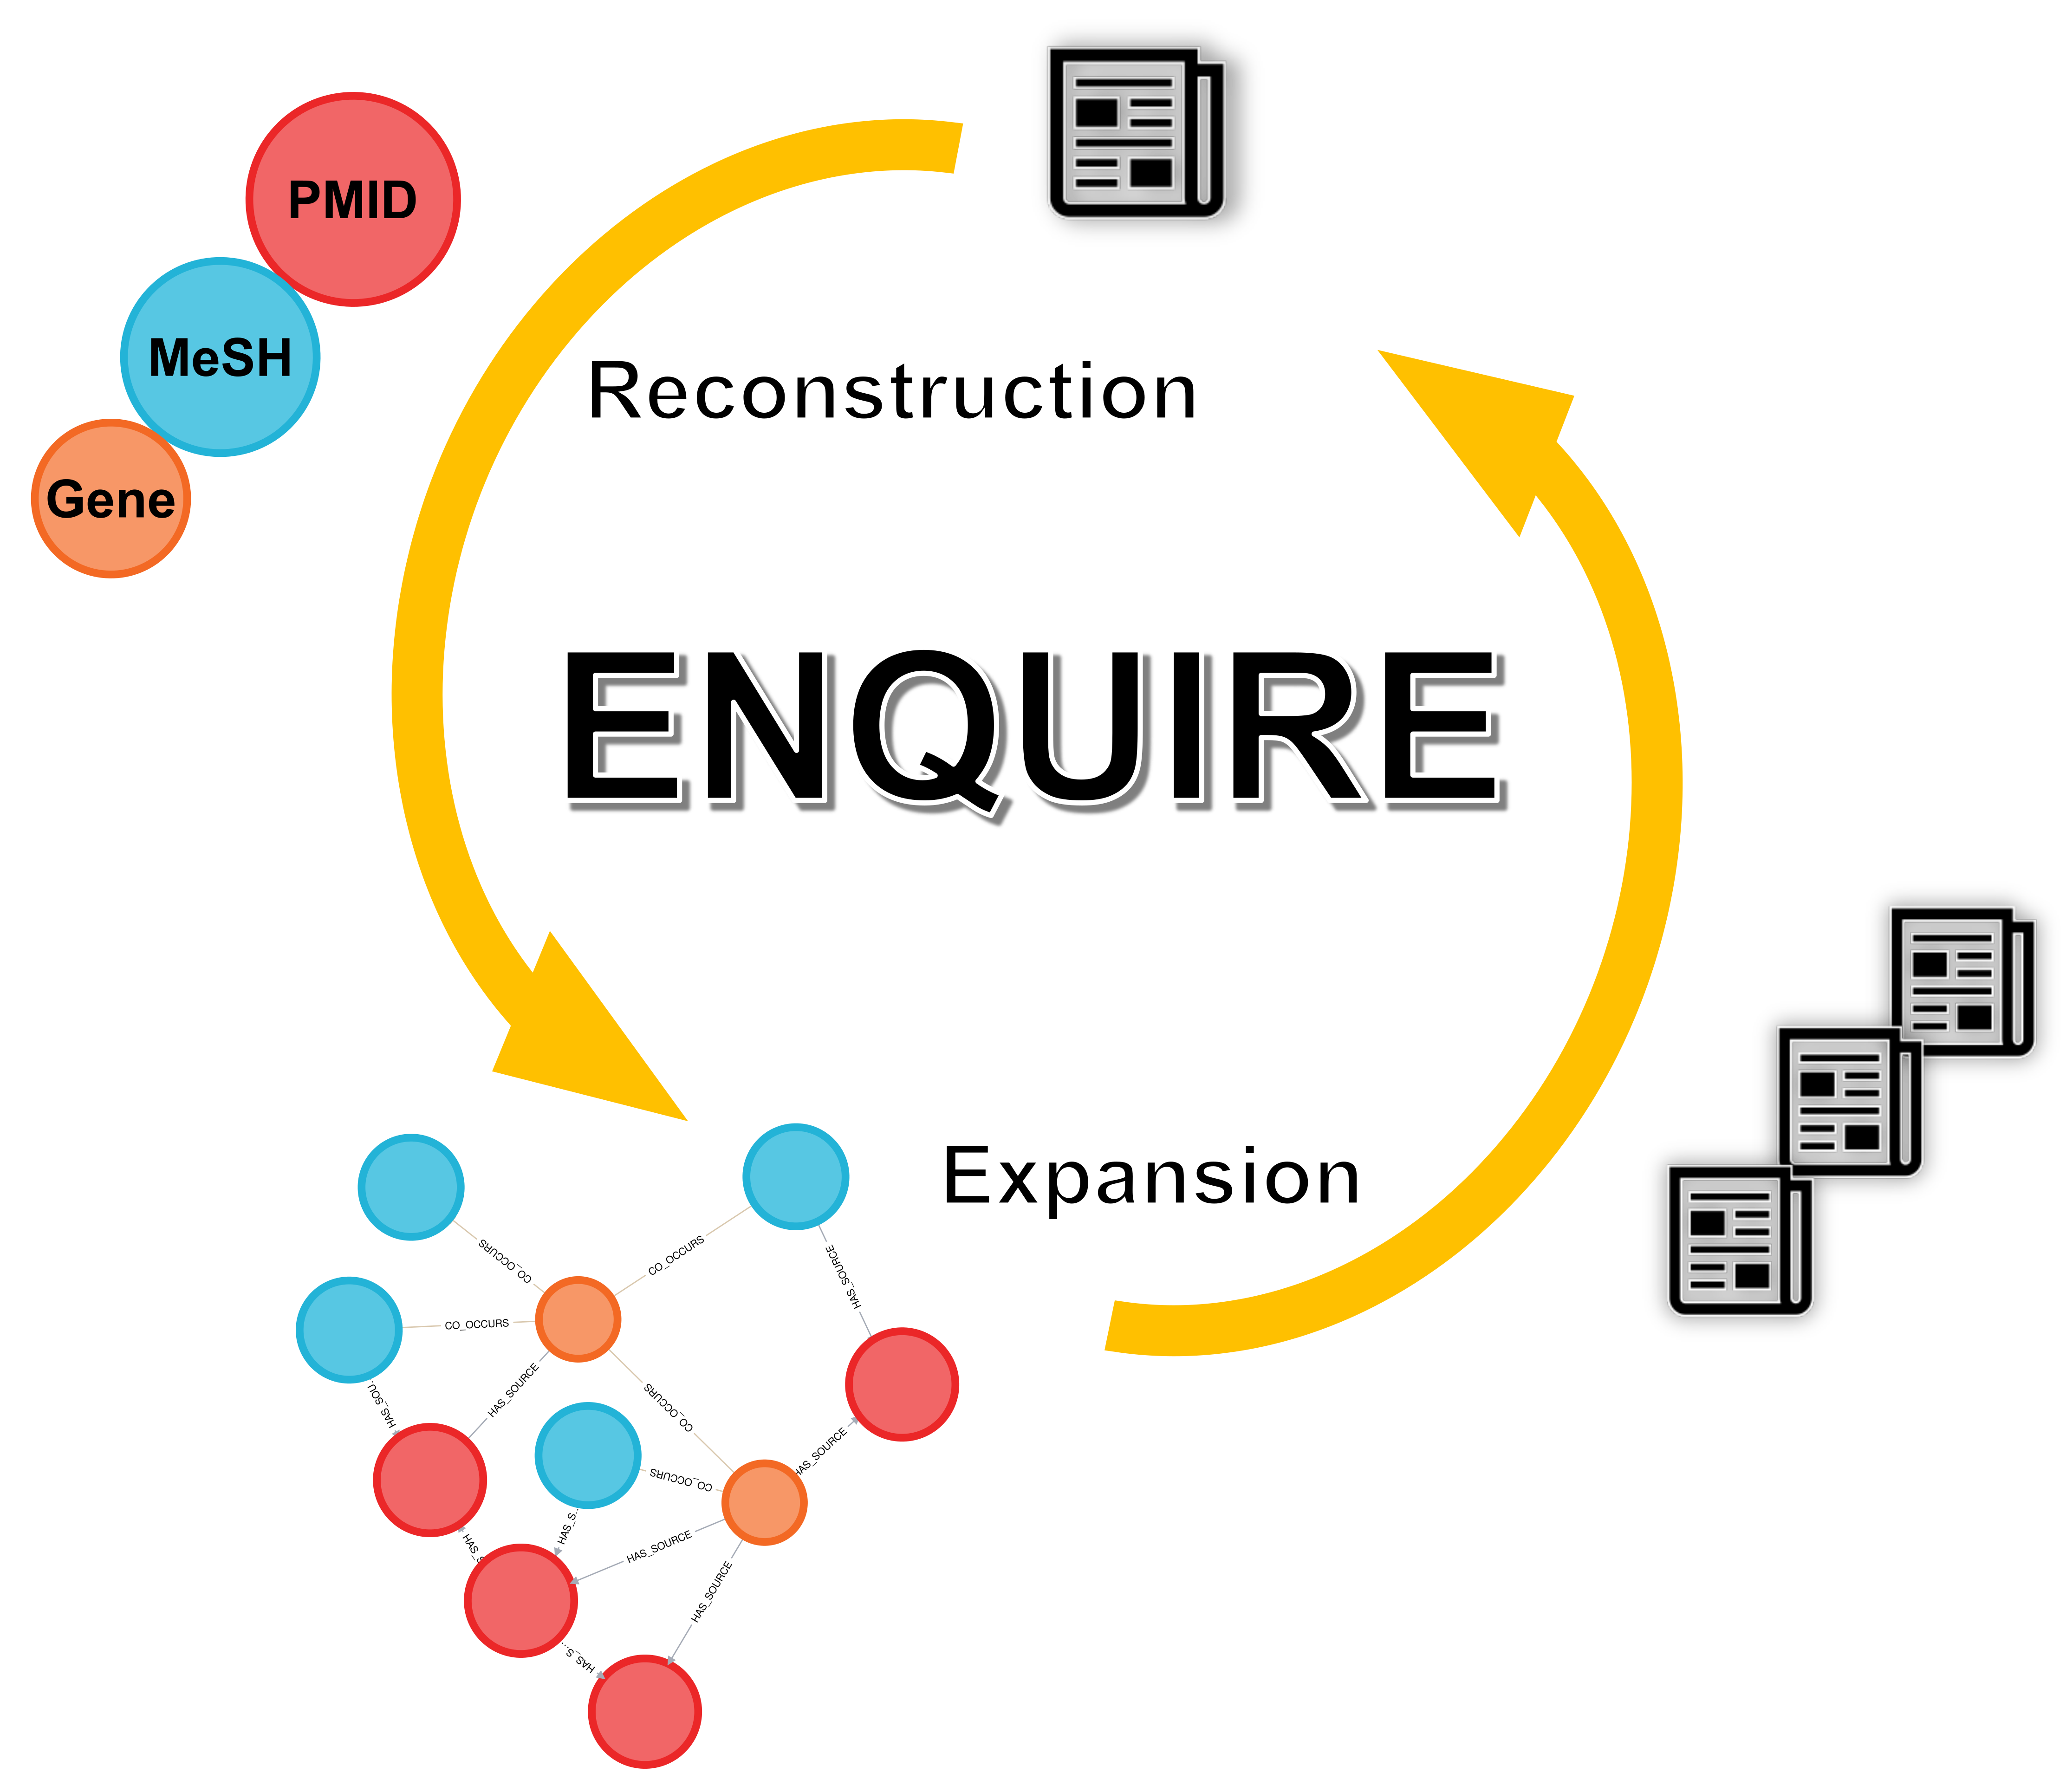 PMID
MeSH
Gene
Reconstruction
ENQUIRE
Expansion
CO_OCCURS
CO_OCCURS
HAS_SOURCE
CO_OCCURS
HAS_SOU.
HAS_SOURCE
CO_OCCURS
HAS_SOURCE
CO_OCCURS
HAS_S..
HAS_S
HAS_SOURCE
HAS_SOURCE
HAS_S...